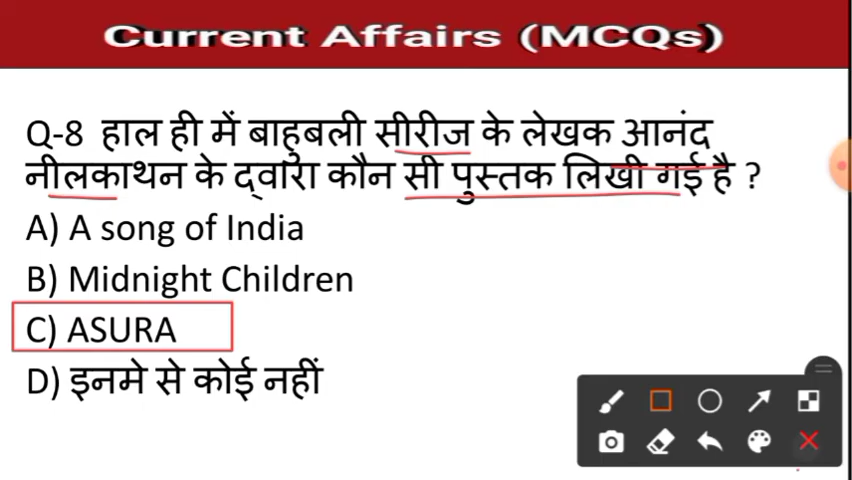 Current Affairs (MCQs)
Q-8 हाल ही में बाहुबली सीरीज के लेखक आनंद
नीलकाथन के द्वारा कौन सी पुस्तक लिखी गई है ?
A) A song of India
B) Midnight Children
C) ASURA
D) इनमे से कोई नहीं